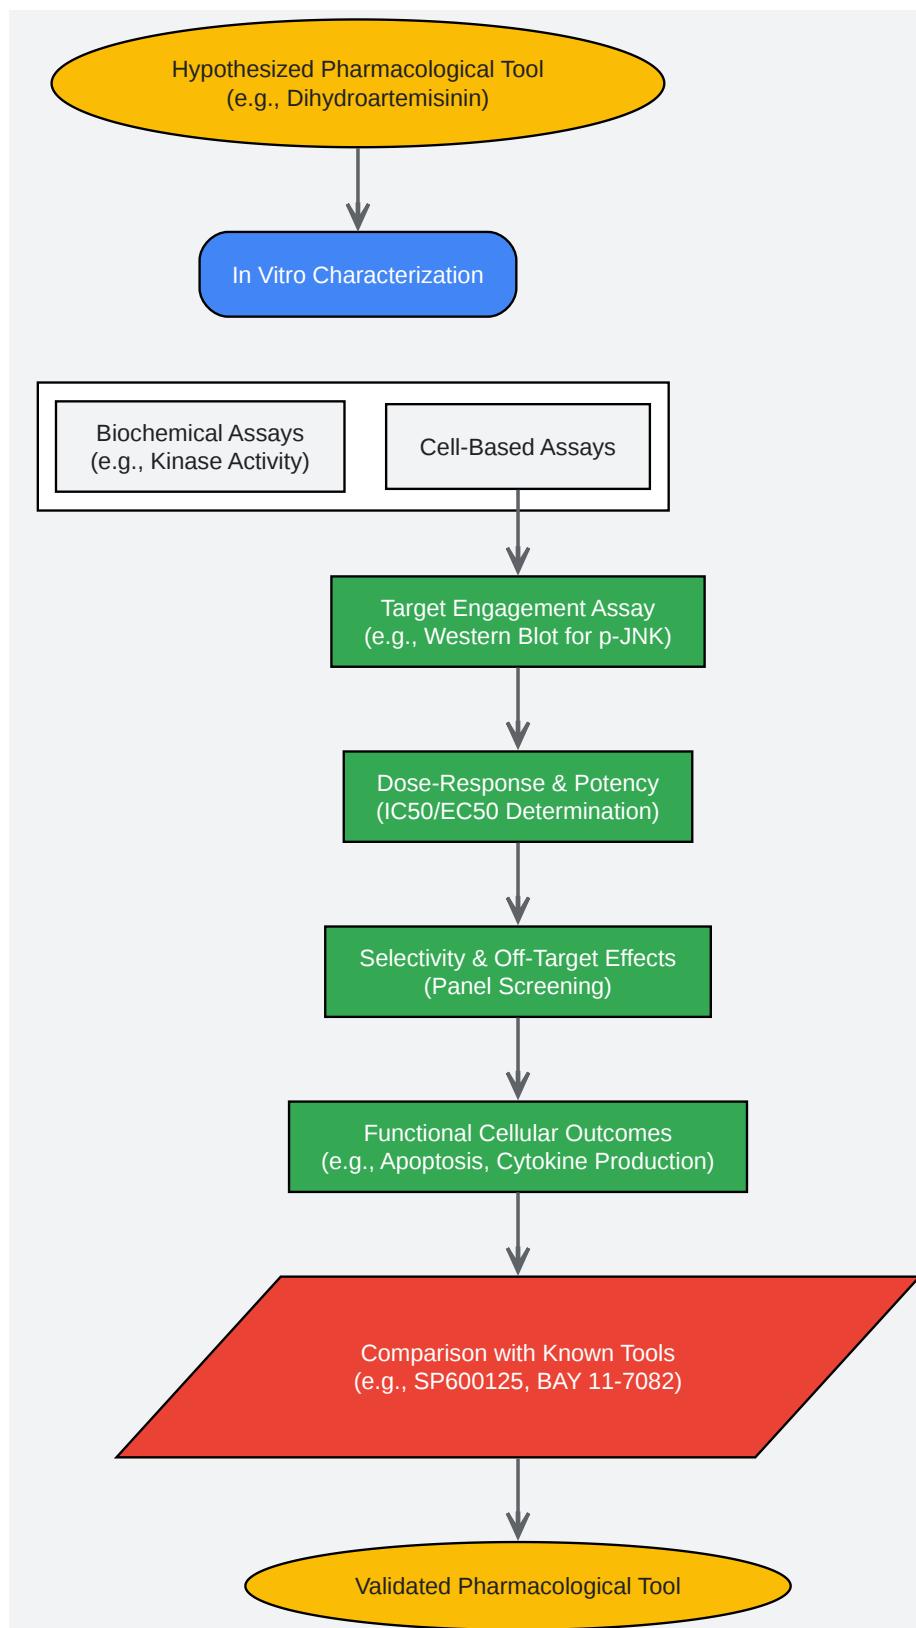 Hypothesized Pharmacological Tool
(e.g., Dihydroartemisinin)
In Vitro Characterization
Biochemical Assays
(e.g., Kinase Activity)
Cell-Based Assays
Target Engagement Assay
(e.g., Western Blot for p-JNK)
Dose-Response & Potency
(IC50/EC50 Determination)
Selectivity & Off-Target Effects
(Panel Screening)
Functional Cellular Outcomes
(e.g., Apoptosis, Cytokine Production)
Comparison with Known Tools
(e.g., SP600125, BAY 11-7082)
Validated Pharmacological Tool